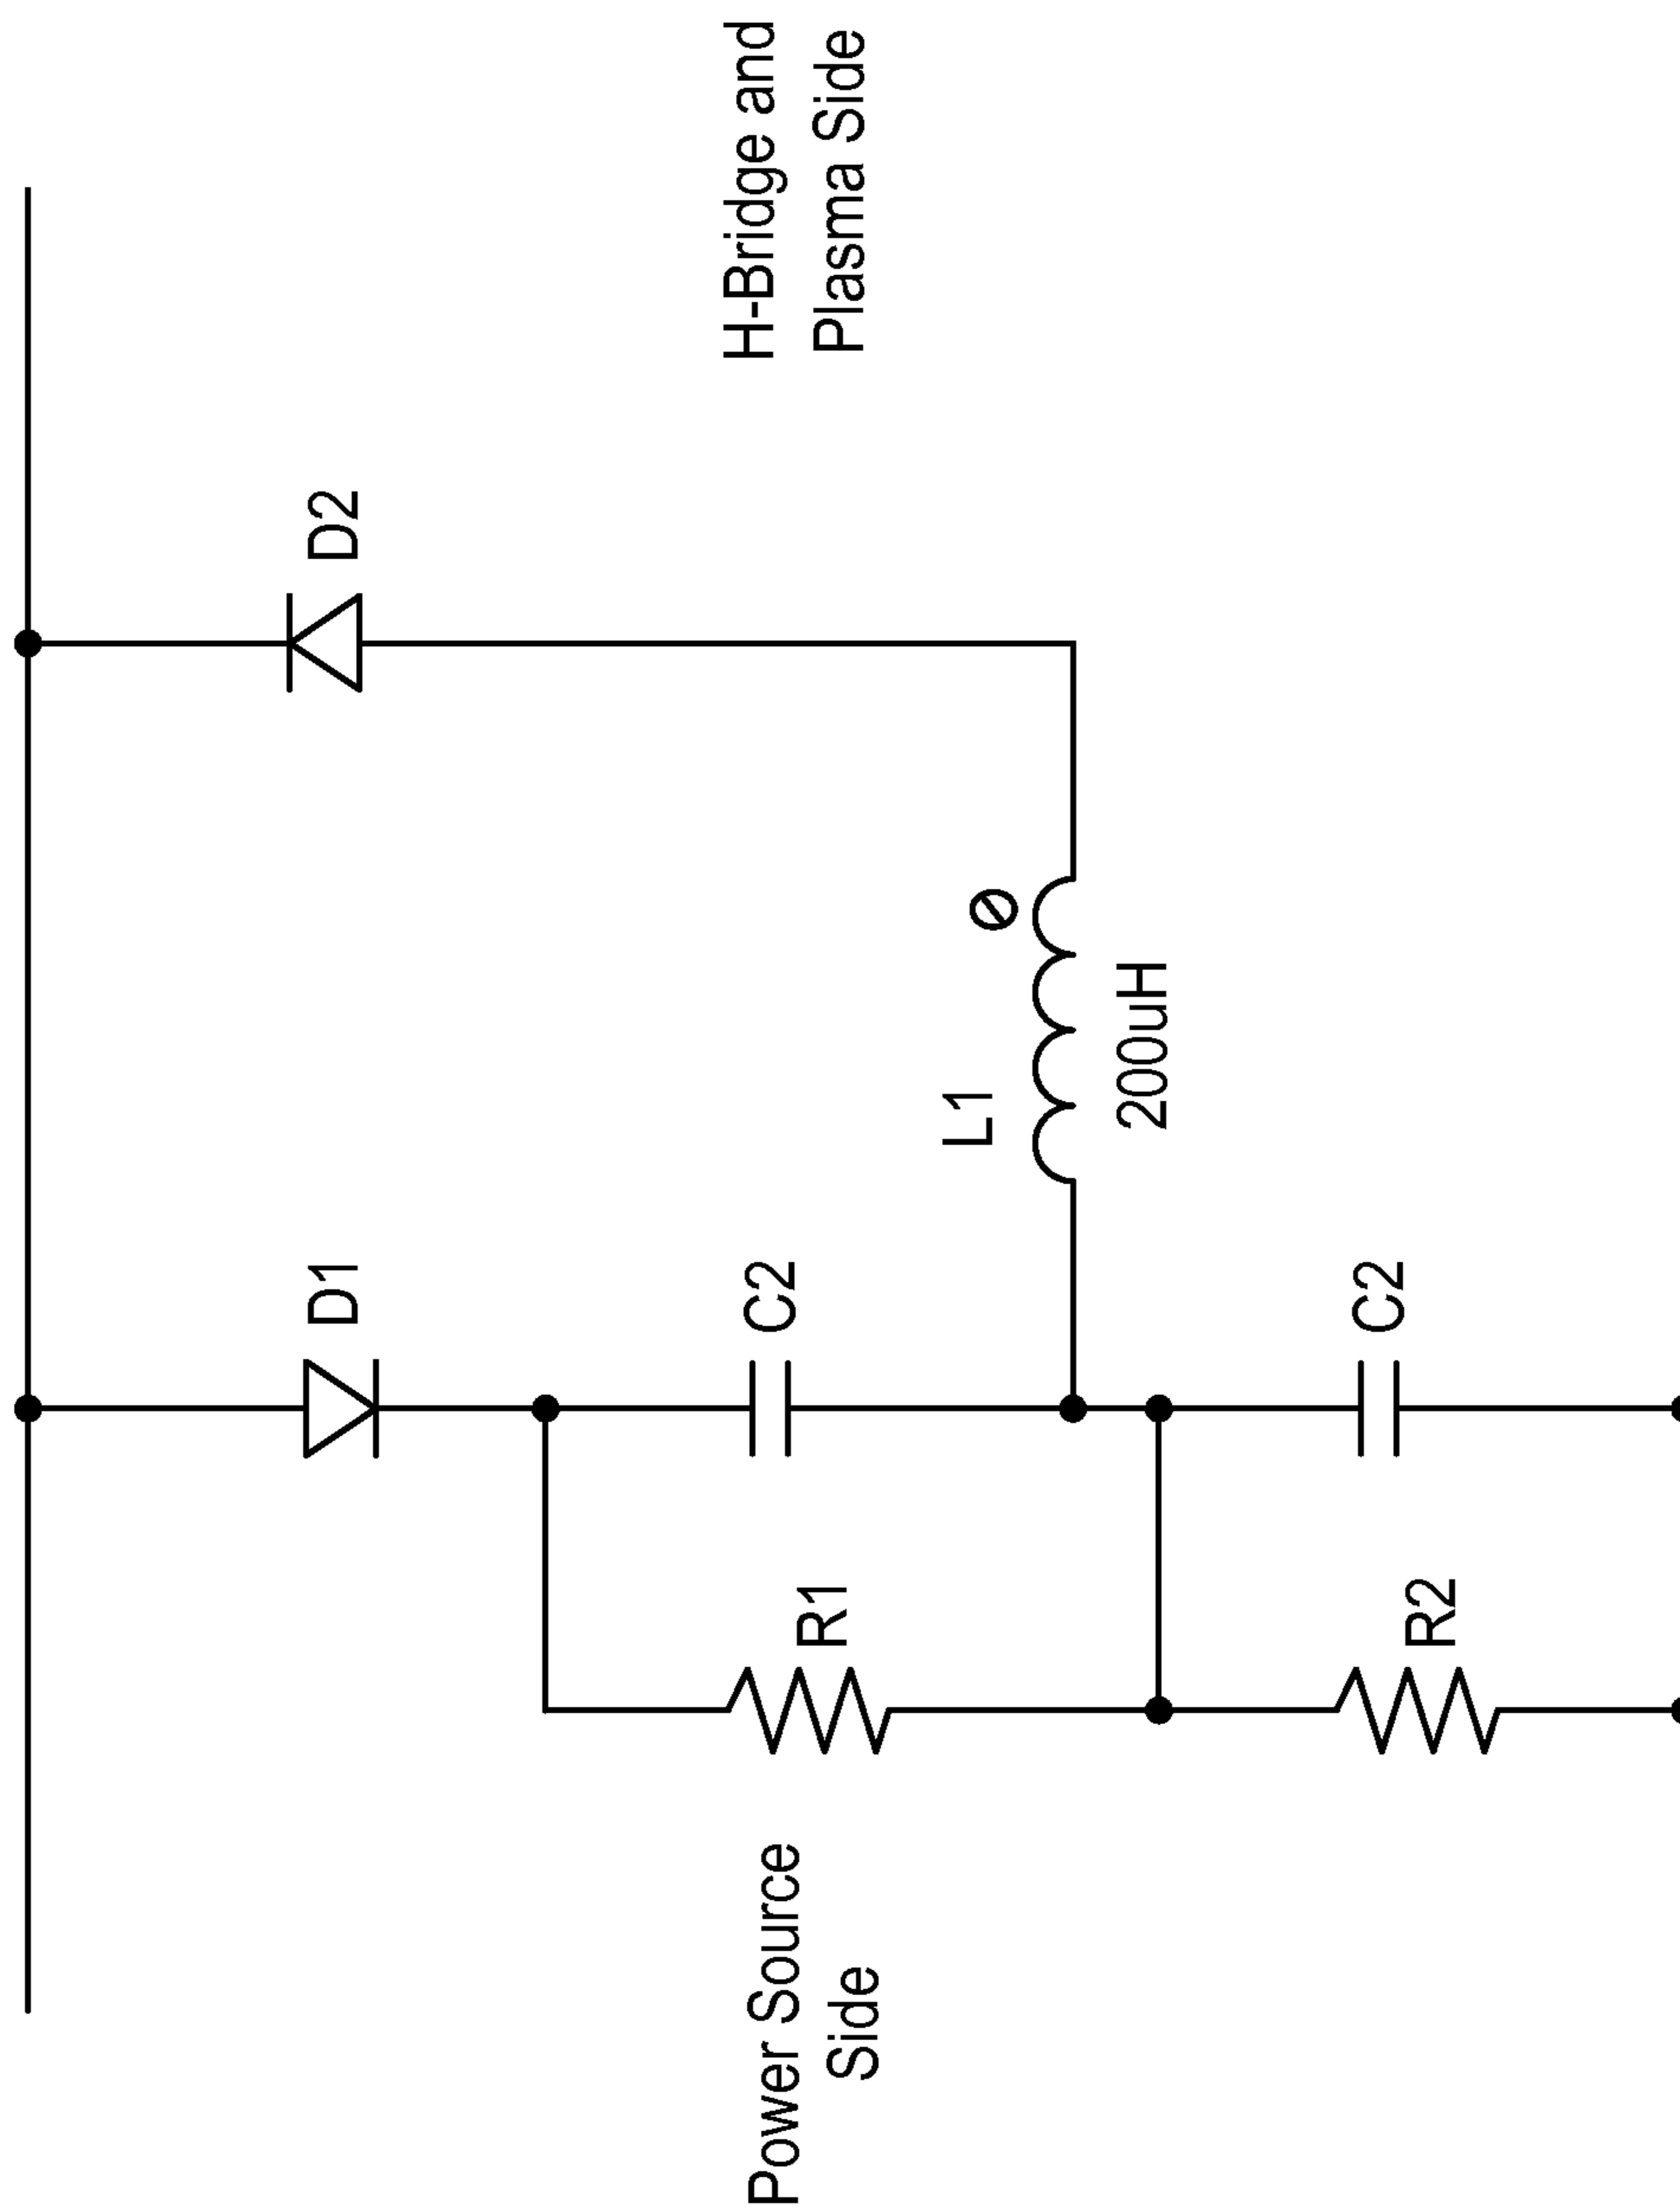 H-Bridge and
Plasma Side
D2
L1
Ø
200uH
D1
C2
C2
R1
R2
Power Source
Side